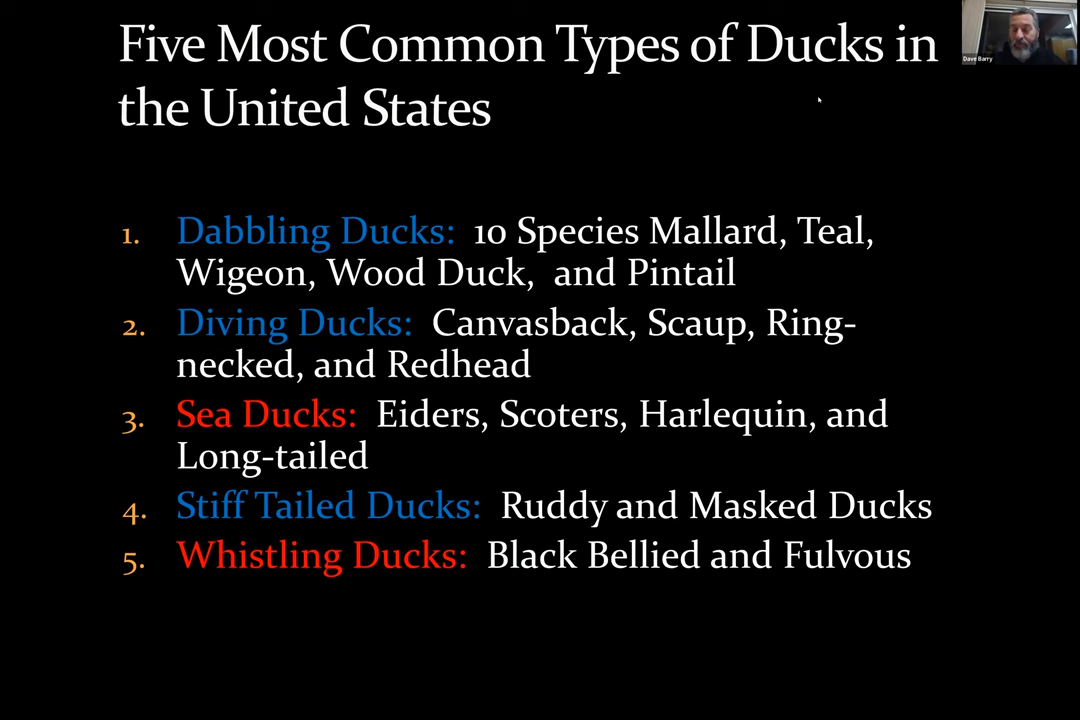 Five Most Common Types of Ducks in
the United States
Dave Barry
1. Dabbling Ducks: 10 Species Mallard, Teal,
Wigeon, Wood Duck, and Pintail
2. Diving Ducks: Canvasback, Scaup, Ring-
necked, and Redhead
3. Sea Ducks: Eiders, Scoters, Harlequin, and
Long-tailed
4. Stiff Tailed Ducks: Ruddy and Masked Ducks
5. Whistling Ducks: Black Bellied and Fulvous